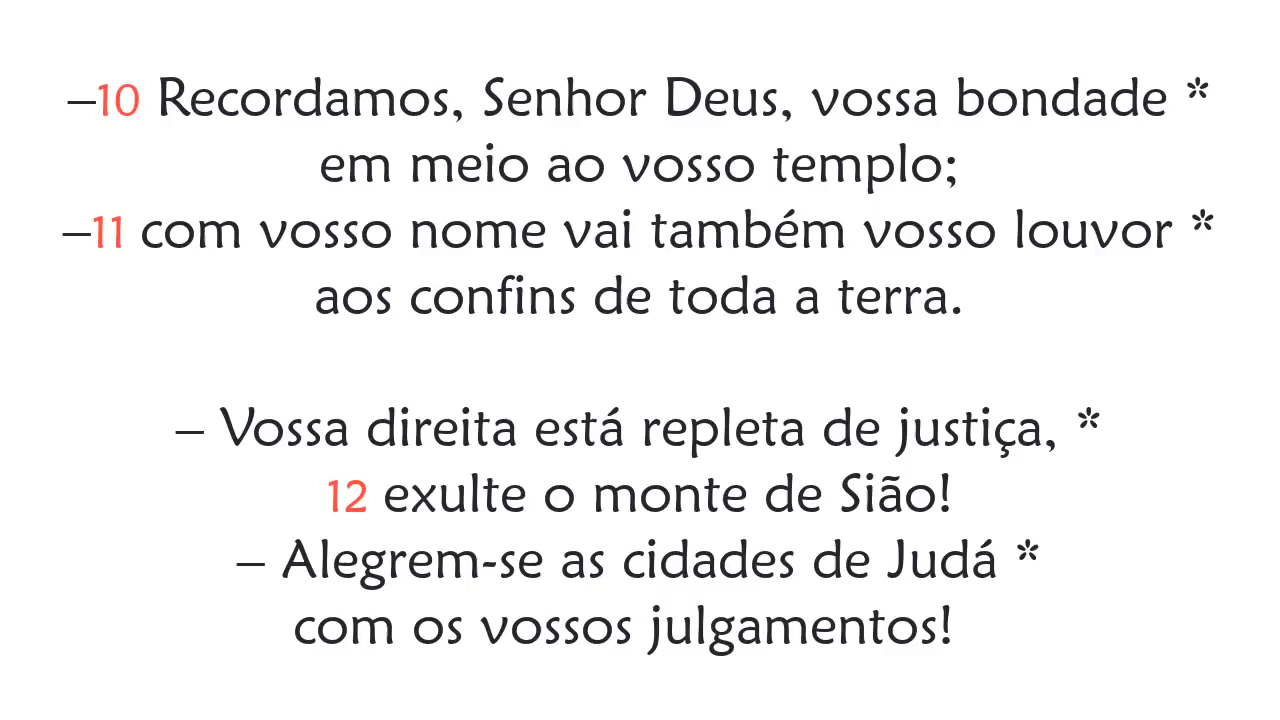 –10 Recordamos, Senhor Deus, vossa bondade *
em meio ao vosso templo;
–11 com vosso nome vai também vosso louvor *
aos confins de toda a terra.
– Vossa direita está repleta de justiça, *
12 exulte o monte de Sião!
– Alegrem-se as cidades de Judá *
com os vossos julgamentos!